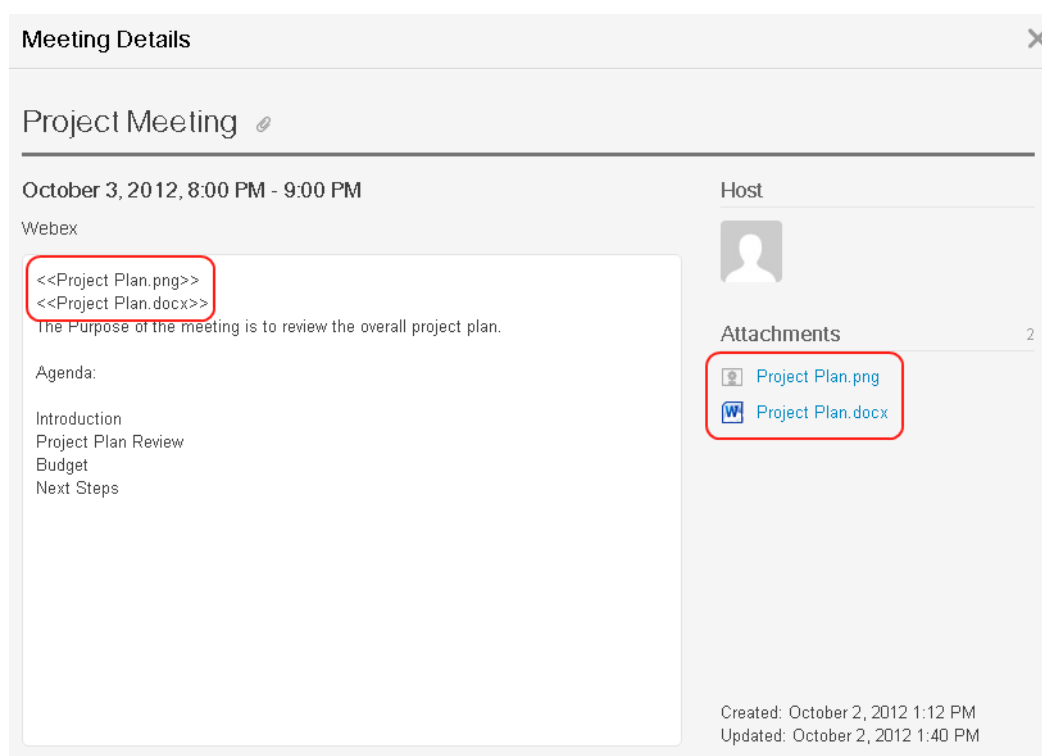 Meeting Details
Project Meeting
October 3, 2012, 8:00 PM - 9:00 PM
Webex
<<Project Plan.png>>
<<Project Plan.docx>>
The Purpose of the meeting is to review the overall project plan.
Agenda:
Introduction
Project Plan Review
Budget
Next Steps
Host
Attachments 2
Project Plan.png
Project Plan.docx
Created: October 2, 2012 1:12 PM
Updated: October 2, 2012 1:40 PM